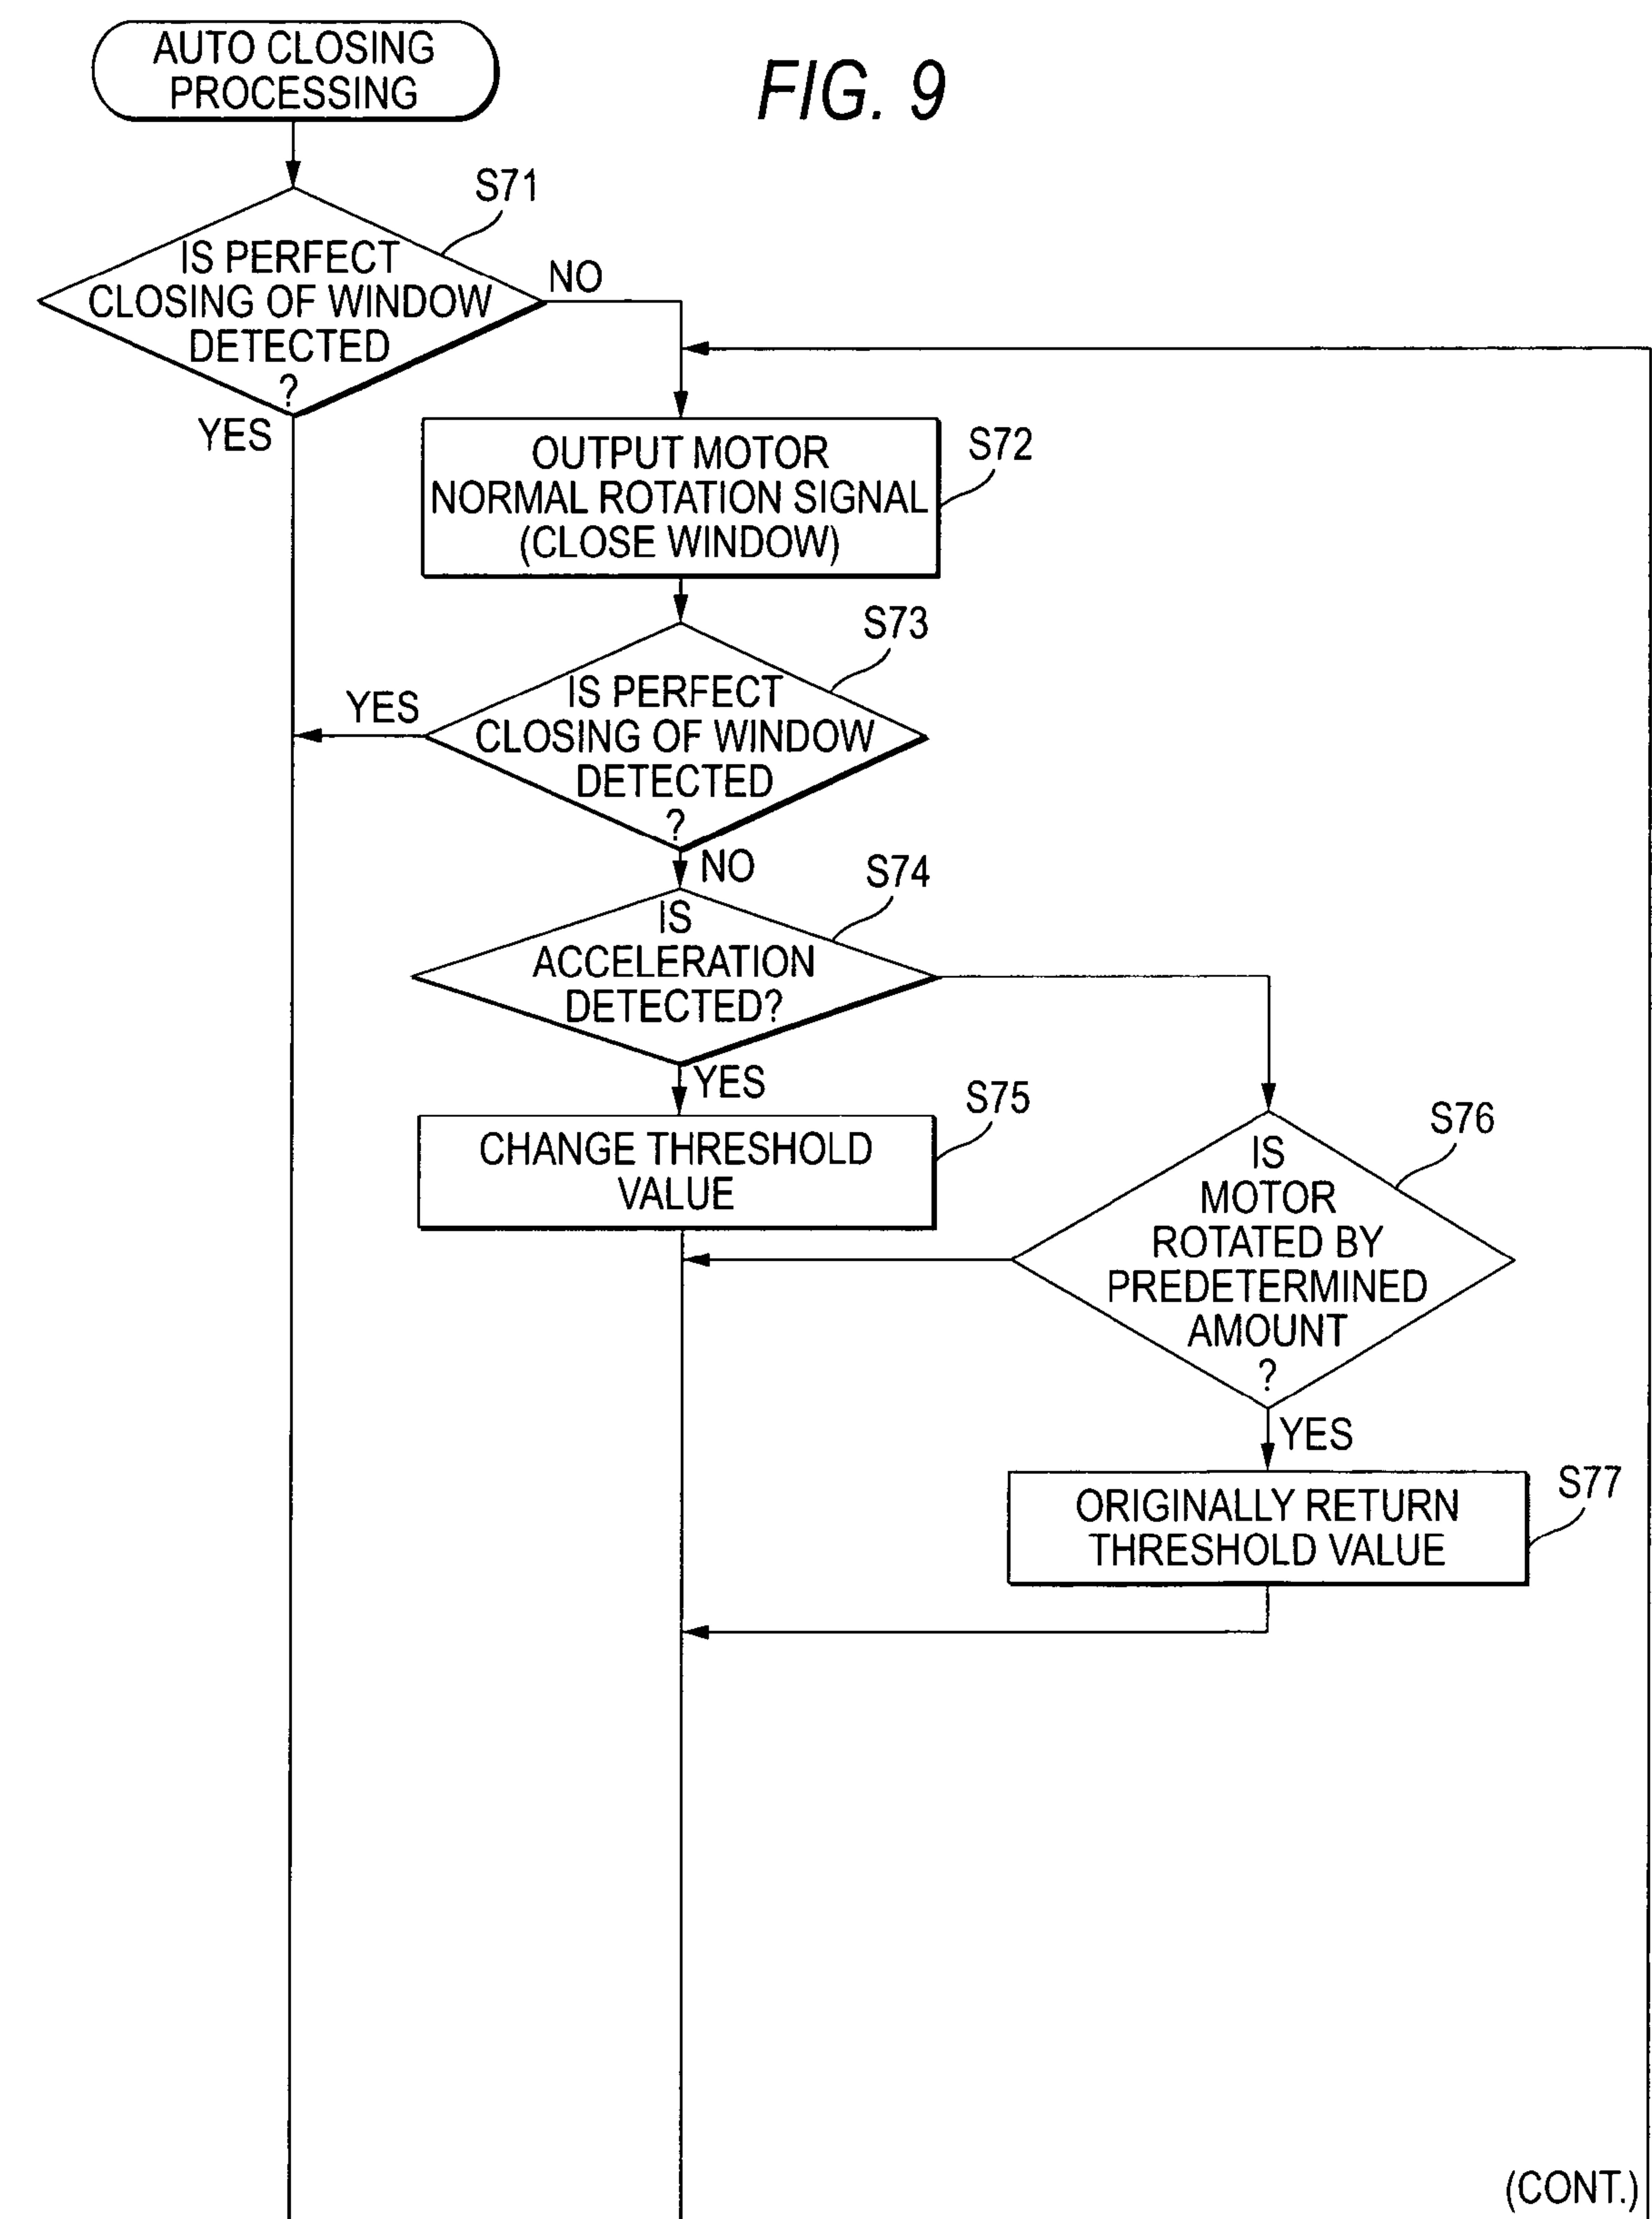 AUTO CLOSING
PROCESSING
FIG. 9
S71
IS PERFECT
CLOSING OF WINDOW
DETECTED
?
NO
YES
OUTPUT MOTOR
NORMAL ROTATION SIGNAL
(CLOSE WINDOW)
S72
S73
IS PERFECT
CLOSING OF WINDOW
DETECTED
?
YES
NO
S74
IS
ACCELERATION
DETECTED?
YES
S75
CHANGE THRESHOLD
VALUE
S76
IS
MOTOR
ROTATED BY
PREDETERMINED
AMOUNT
?
YES
S77
ORIGINALLY RETURN
THRESHOLD VALUE
(CONT.)